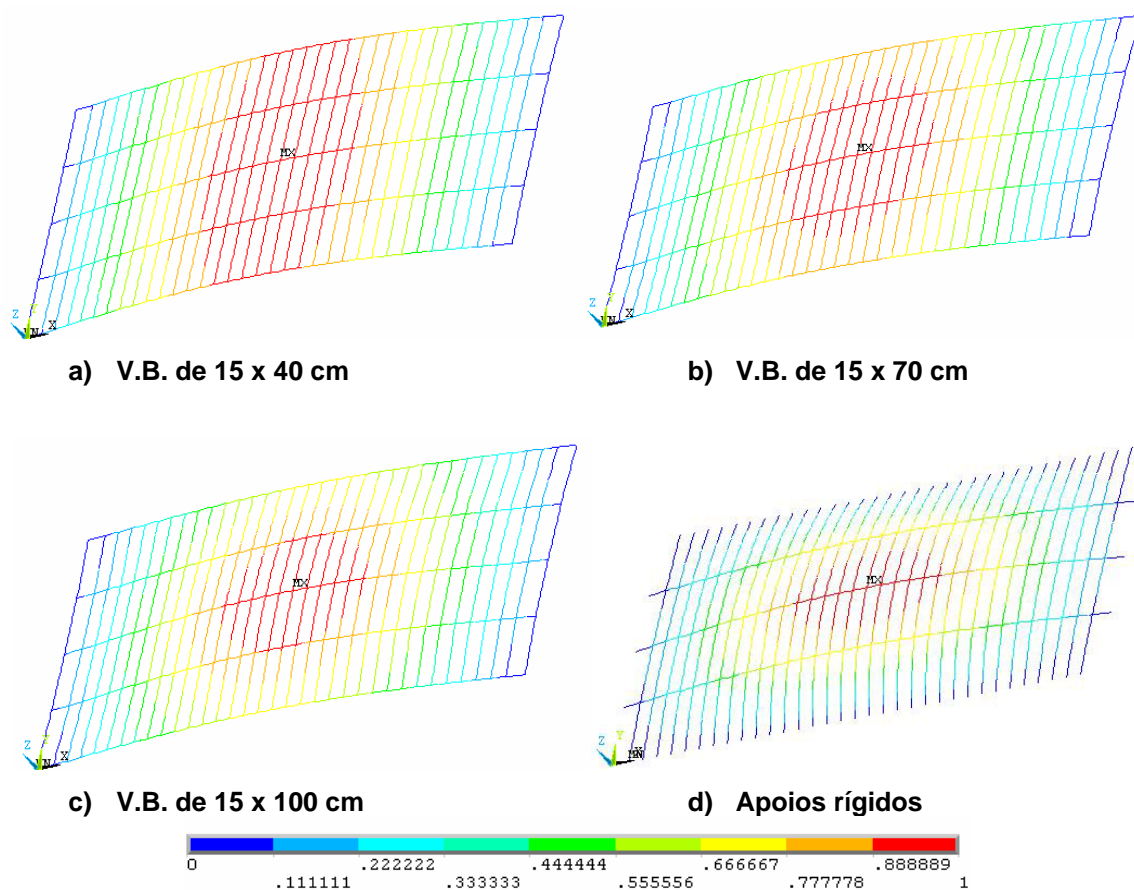 MX
Z Y X
MX
Z Y X
a) V.B. de 15 x 40 cm
b) V.B. de 15 x 70 cm
MX
Z Y X
MX
Z Y X
MN
c) V.B. de 15 x 100 cm
d) Apoios rígidos
0 .222222 .444444 .666667 .888889
.111111 .333333 .555556 .777778 1